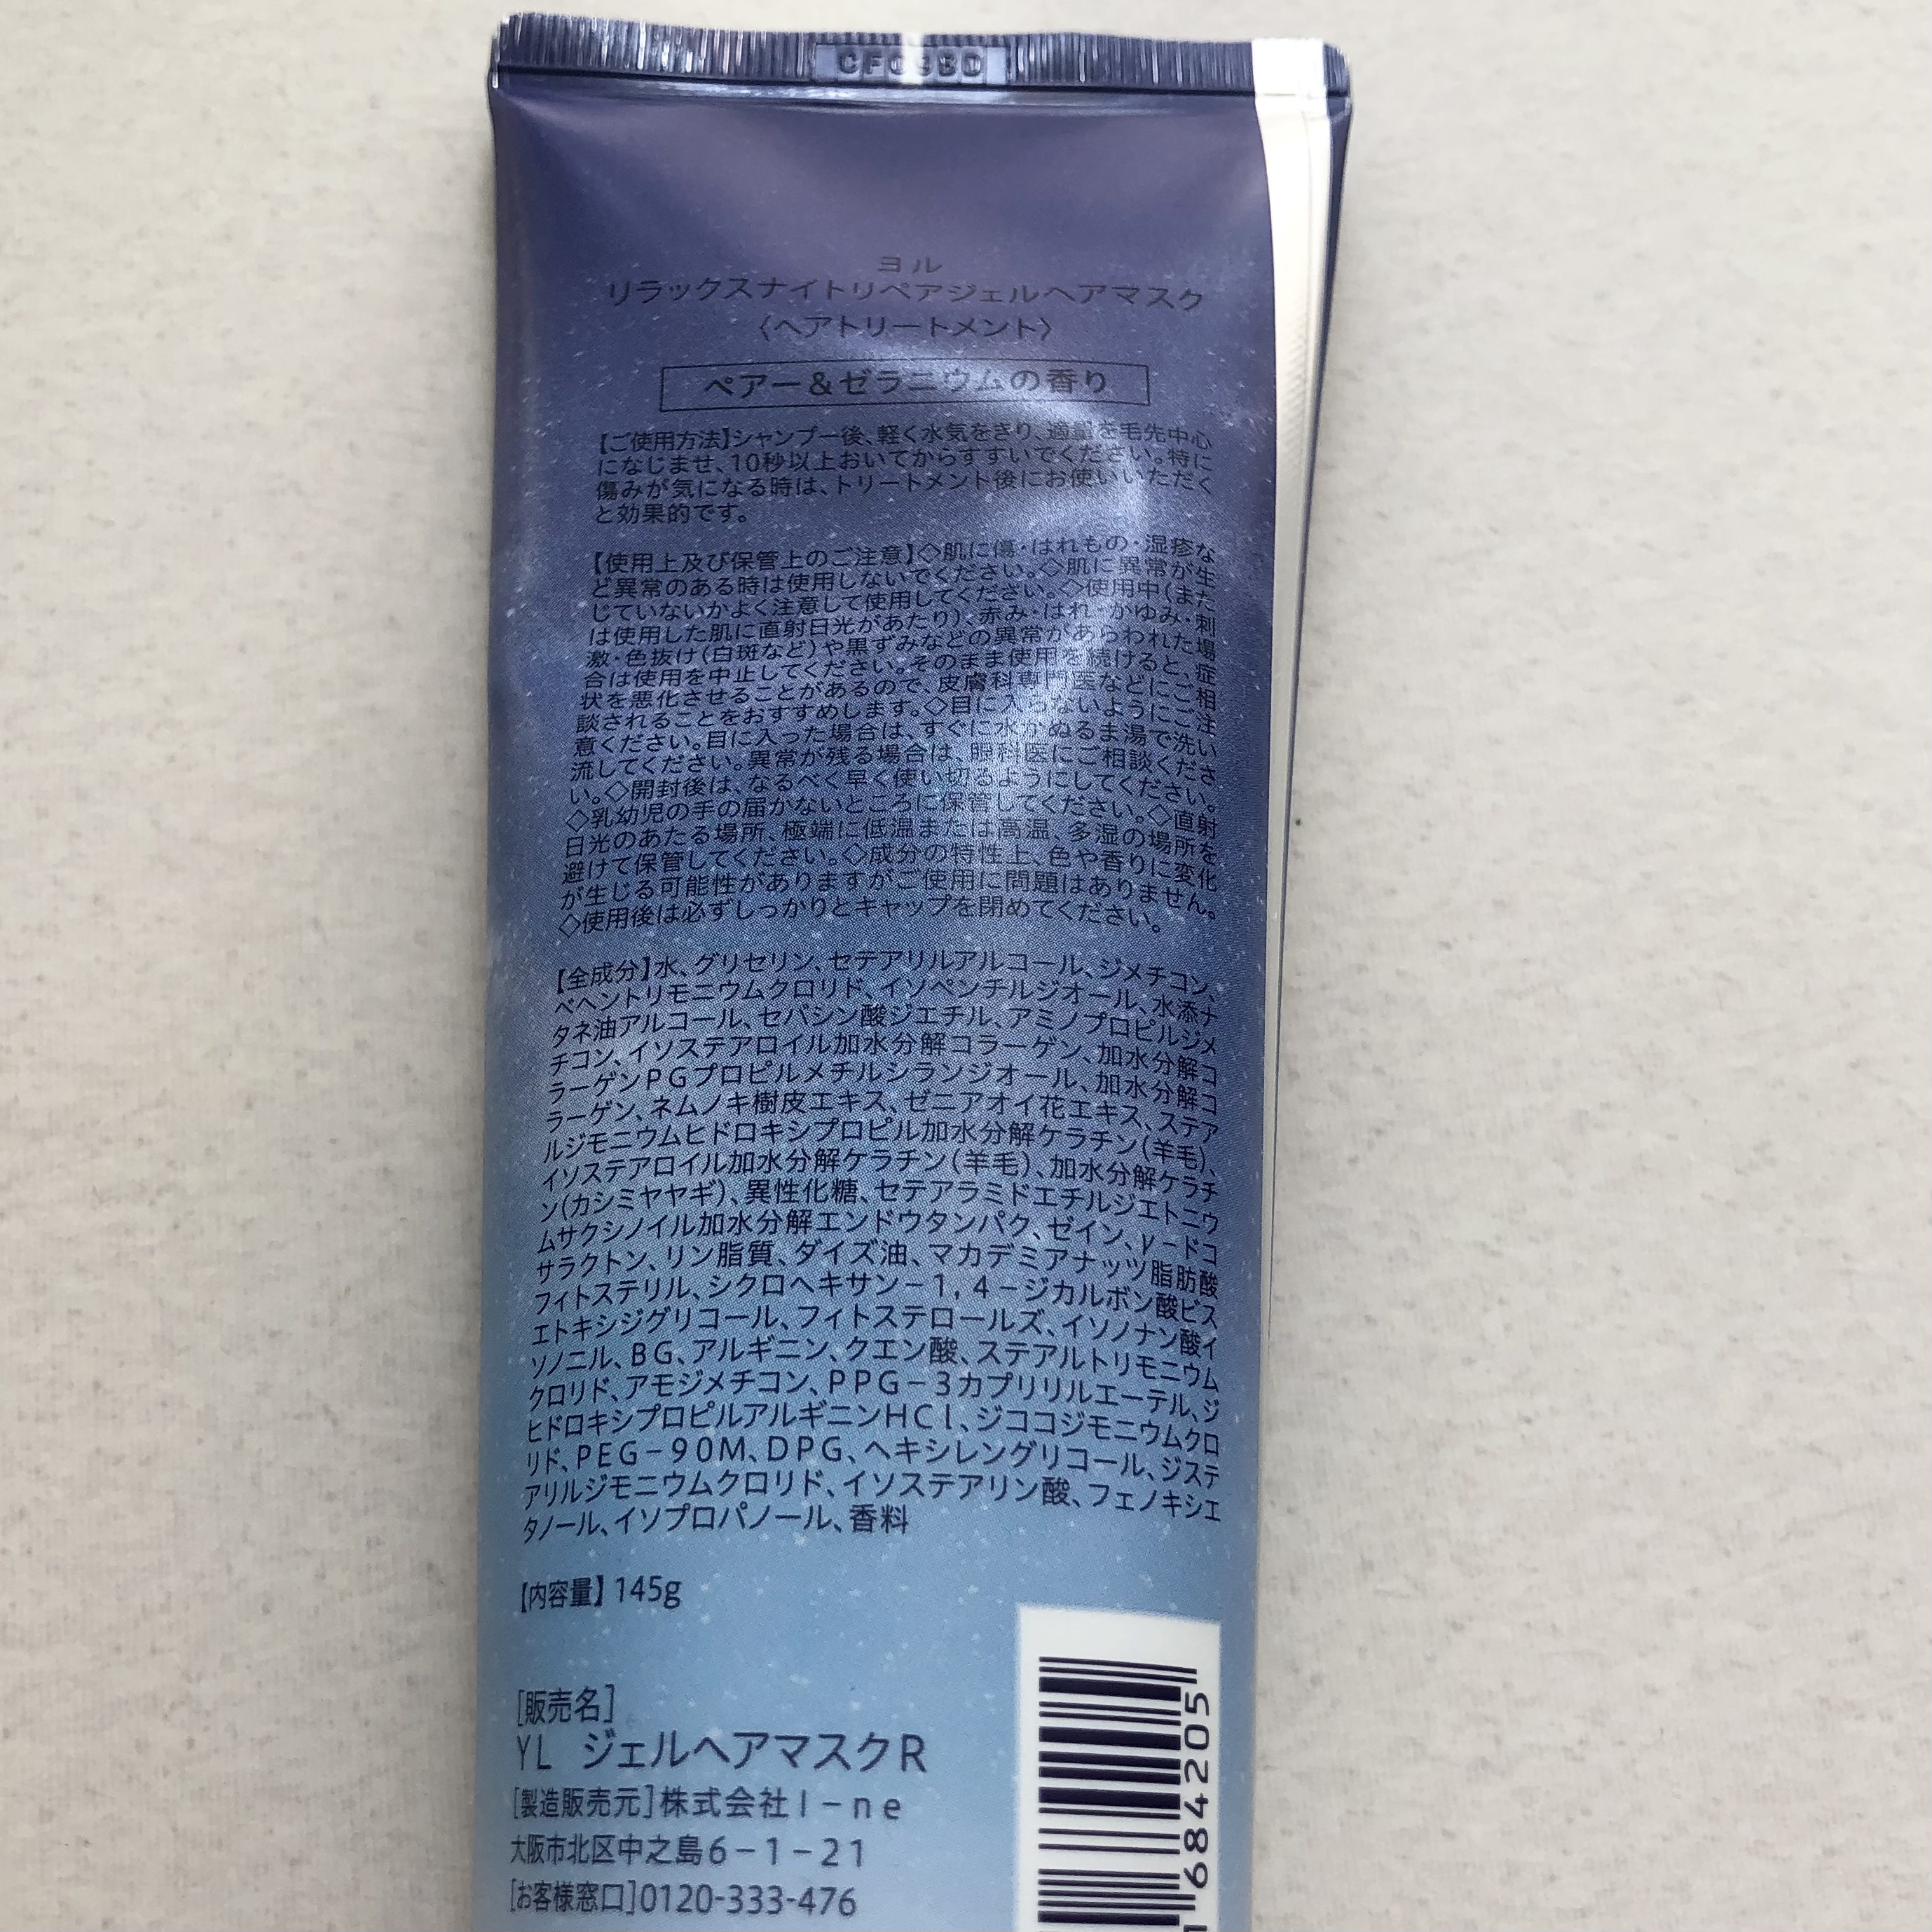 ヨル
リラックスナイトリペアジェルヘアマスク
〈ヘアトリートメント〉
ペアー&ゼラニウムの香り
【ご使用方法】シャンプー後、軽く水気をきり、適量を毛先中心
になじませ、10秒以上おいてからすすいでください。特に
傷みが気になる時は、トリートメント後にお使いいただく
と効果的です。
【使用上及び保管上のご注意】◇肌に傷・はれもの・湿疹な
ど異常のある時は使用しないでください。◇肌に異常が生
じていないかよく注意して使用してください。◇使用中(また
は使用した肌に直射日光があたり)、赤み・はれ・かゆみ・刺
激・色抜け(白斑など)や黒ずみなどの異常があらわれた場
合は使用を中止してください。そのまま使用を続けると、症
状を悪化させることがあるので、皮膚科専門医などにご相
談されることをおすすめします。◇目に入らないようにご注
意ください。目に入った場合は、すぐに水かぬるま湯で洗い
流してください。異常が残る場合は、眼科医にご相談くださ
い。◇開封後は、なるべく早く使い切るようにしてください。
◇乳幼児の手の届かないところに保管してください。◇直射
日光のあたる場所、極端に低温または高温、多湿の場所を
避けて保管してください。◇成分の特性上、色や香りに変化
が生じる可能性がありますがご使用に問題はありません。
◇使用後は必ずしっかりとキャップを閉めてください。
【全成分】水、グリセリン、セテアリルアルコール、ジメチコン、
ベヘントリモニウムクロリド、イソペンチルジオール、水添ナ
タネ油アルコール、セバシン酸ジエチル、アミノプロピルジメ
チコン、イソステアロイル加水分解コラーゲン、加水分解コ
ラーゲンPGプロピルメチルシランジオール、加水分解コ
ラーゲン、ネムノキ樹皮エキス、ゼニアオイ花エキス、ステア
ルジモニウムヒドロキシプロピル加水分解ケラチン(羊毛)、
イソステアロイル加水分解ケラチン(羊毛)、加水分解ケラチ
ン(カシミヤヤギ)、異性化糖、セテアラミドエチルジエトニウ
ムサクシノイル加水分解エンドウタンパク、ゼイン、γ-ドコ
サラクトン、リン脂質、ダイズ油、マカデミアナッツ脂肪酸
フィトステリル、シクロヘキサン-1,4-ジカルボン酸ビス
エトキシジグリコール、フィトステロールズ、イソノナン酸イ
ソノニル、BG、アルギニン、クエン酸、ステアルトリモニウム
クロリド、アモジメチコン、PPG-3カプリリルエーテル、ジ
ヒドロキシプロピルアルギニンHCl、ジココジモニウムクロ
リド、PEG-90M、DPG、ヘキシレングリコール、ジステ
アリルジモニウムクロリド、イソステアリン酸、フェノキシエ
タノール、イソプロパノール、香料
【内容量】145g
[販売名]
YL ジェルヘアマスクR
[製造販売元]株式会社I-ne
大阪市北区中之島6-1-21
[お客様窓口]0120-333-476
684205